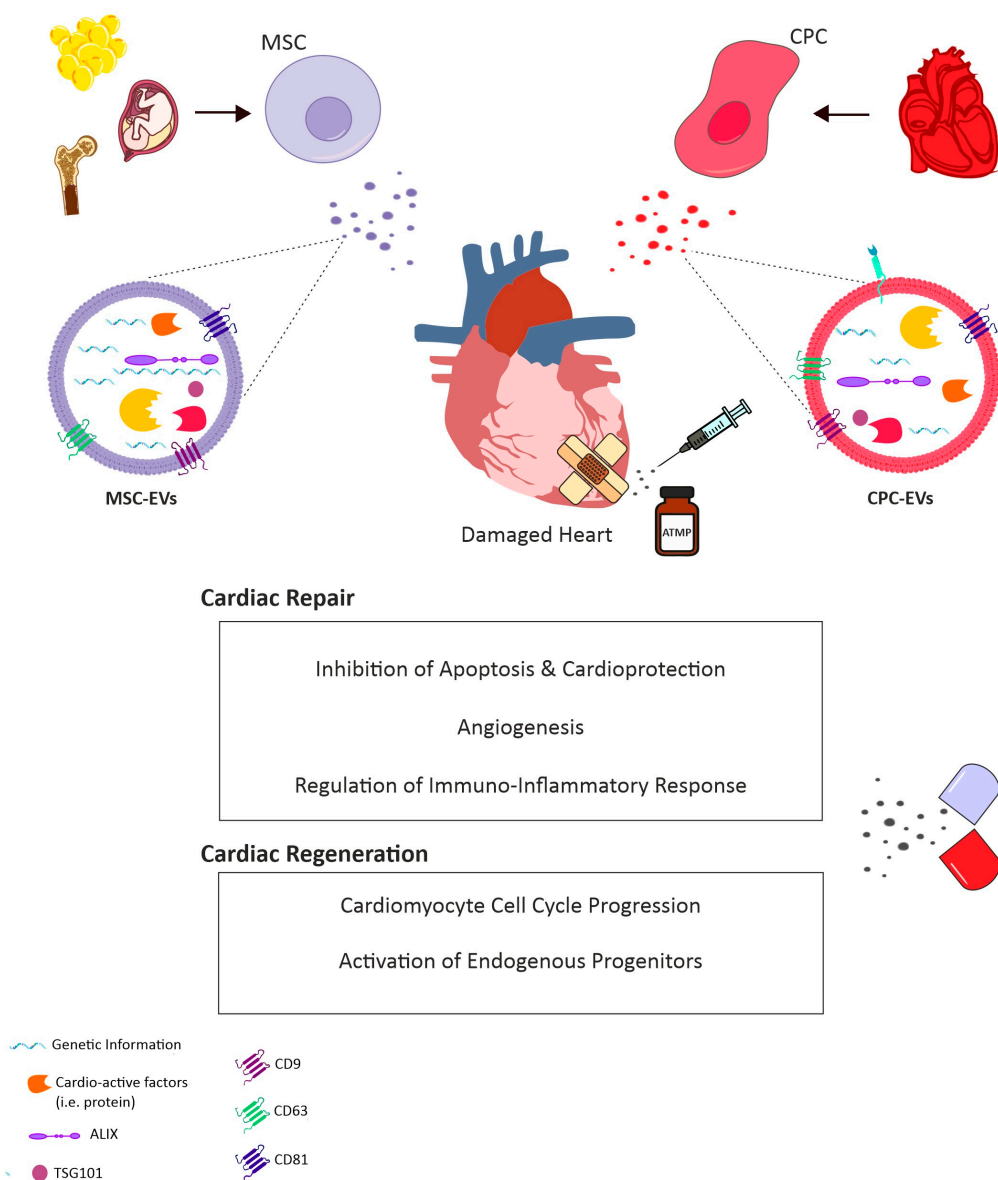 MSC
CPC
MSC-EVs
CPC-EVs
Damaged Heart
ATMP
Cardiac Repair
Inhibition of Apoptosis & Cardioprotection
Angiogenesis
Regulation of Immuno-Inflammatory Response
Cardiac Regeneration
Cardiomyocyte Cell Cycle Progression
Activation of Endogenous Progenitors
Genetic Information
Cardio-active factors
(i.e. protein)
ALIX
TSG101
CD9
CD63
CD81